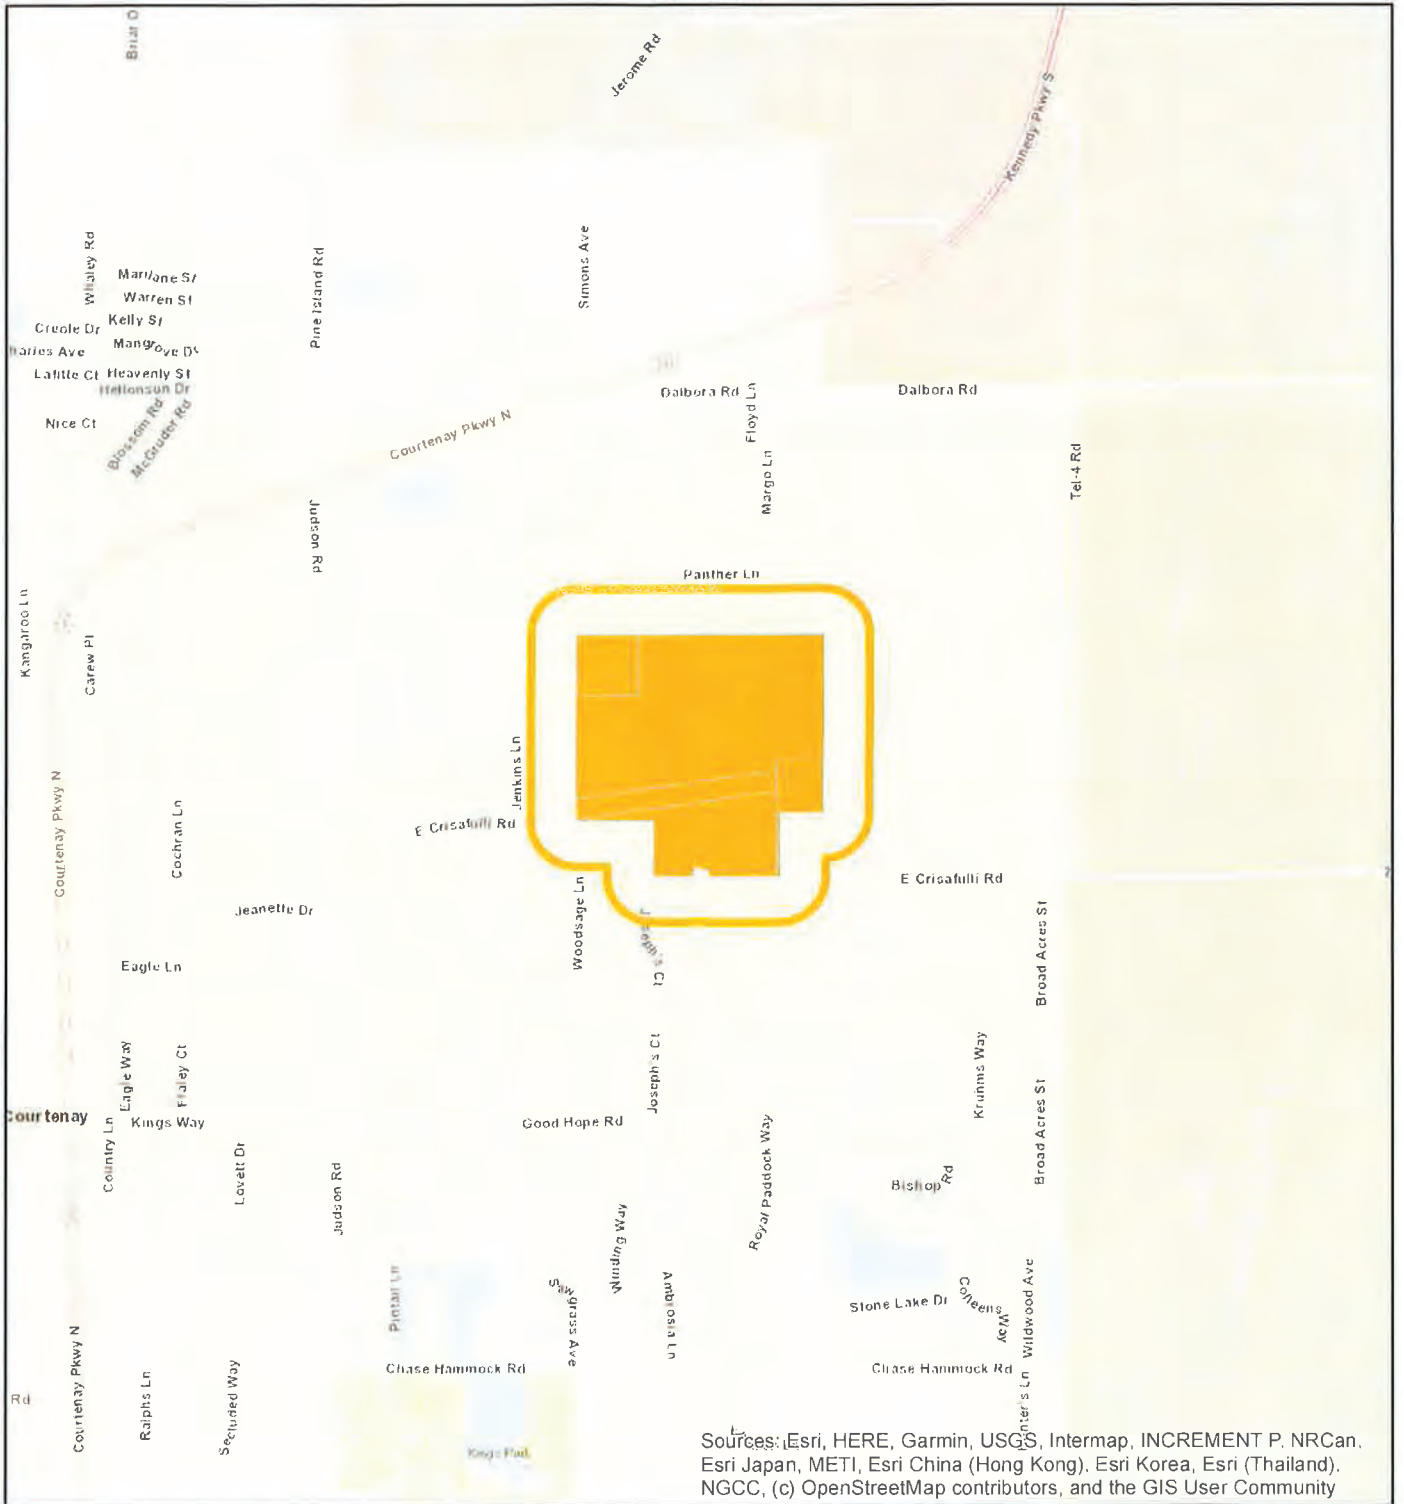 Jerome Rd
Kennedy Pkwy S
Whaley Rd
Pine Island Rd
Simons Ave
Warren St
Kelly St
Creole Dr
Mangrove Dr
Lafitte Ct
Heavenly St
Dalbora Rd
Floyd Ln
Dalbora Rd
Nice Ct
Blossom Rd
McGruder Rd
Courtenay Pkwy N
Margo Ln
Tel-4 Rd
Judson Rd
Panther Ln
Kangaroo Ln
Carew Pl
Jenkins Ln
Courtenay Pkwy N
Cochran Ln
E Crisafulli Rd
E Crisafulli Rd
Jeanette Dr
Woodsage Ln
Joseph's Ct
Broad Acres St
Eagle Ln
Eagle Way
Joseph's Ct
Kruhms Way
Courtenay
Kings Way
Good Hope Rd
Broad Acres St
Country Ln
Lovett Dr
Judson Rd
Royal Paddock Way
Bishop Rd
Winding Way
Pintail Ln
Sawgrass Ave
Ambrosia Ln
Stone Lake Dr
Wildwood Ave
Courtenay Pkwy N
Chase Hammock Rd
Chase Hammock Rd
Rd
Ralphs Ln
Secluded Way
Kings Park
Sources: Esri, HERE, Garmin, USGS, Intermap, INCREMENT P, NRCan,
Esri Japan, METI, Esri China (Hong Kong), Esri Korea, Esri (Thailand),
NGCC, (c) OpenStreetMap contributors, and the GIS User Community